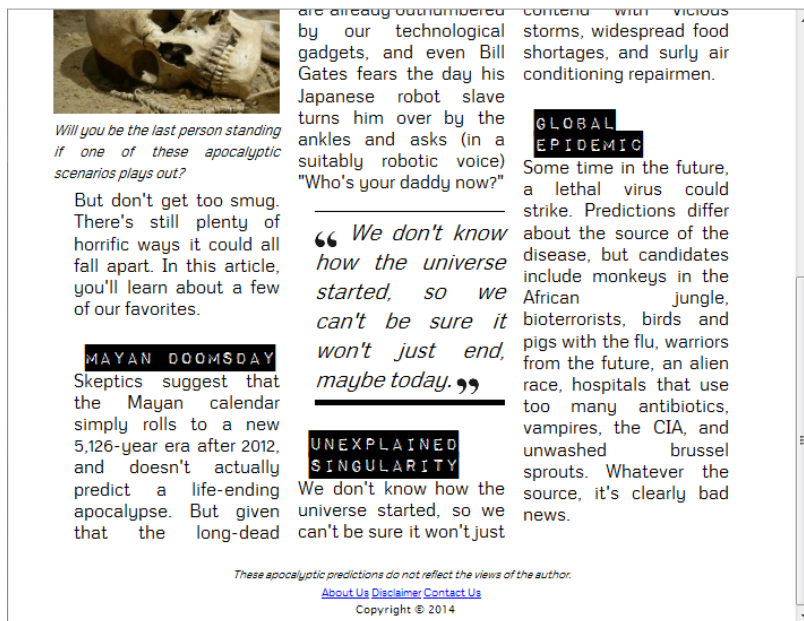 Will you be the last person standing
if one of these apocalyptic
scenarios plays out?
But don't get too smug.
There's still plenty of
horrific ways it could all
fall apart. In this article,
you'll learn about a few
of our favorites.
MAYAN DOOMSDAY
Skeptics suggest that
the Mayan calendar
simply rolls to a new
5,126-year era after 2012,
and doesn't actually
predict a life-ending
apocalypse. But given
that the long-dead
are already outnumbered
by our technological
gadgets, and even Bill
Gates fears the day his
Japanese robot slave
turns him over by the
ankles and asks (in a
suitably robotic voice)
"Who's your daddy now?"
“ We don't know
how the universe
started, so we
can't be sure it
won't just end,
maybe today. ”
UNEXPLAINED
SINGULARITY
We don't know how the
universe started, so we
can't be sure it won't just
contend with vicious
storms, widespread food
shortages, and surly air
conditioning repairmen.
GLOBAL
EPIDEMIC
Some time in the future,
a lethal virus could
strike. Predictions differ
about the source of the
disease, but candidates
include monkeys in the
African jungle,
bioterrorists, birds and
pigs with the flu, warriors
from the future, an alien
race, hospitals that use
too many antibiotics,
vampires, the CIA, and
unwashed brussel
sprouts. Whatever the
source, it's clearly bad
news.
These apocalyptic predictions do not reflect the views of the author.
About Us Disclaimer Contact Us
Copyright © 2014